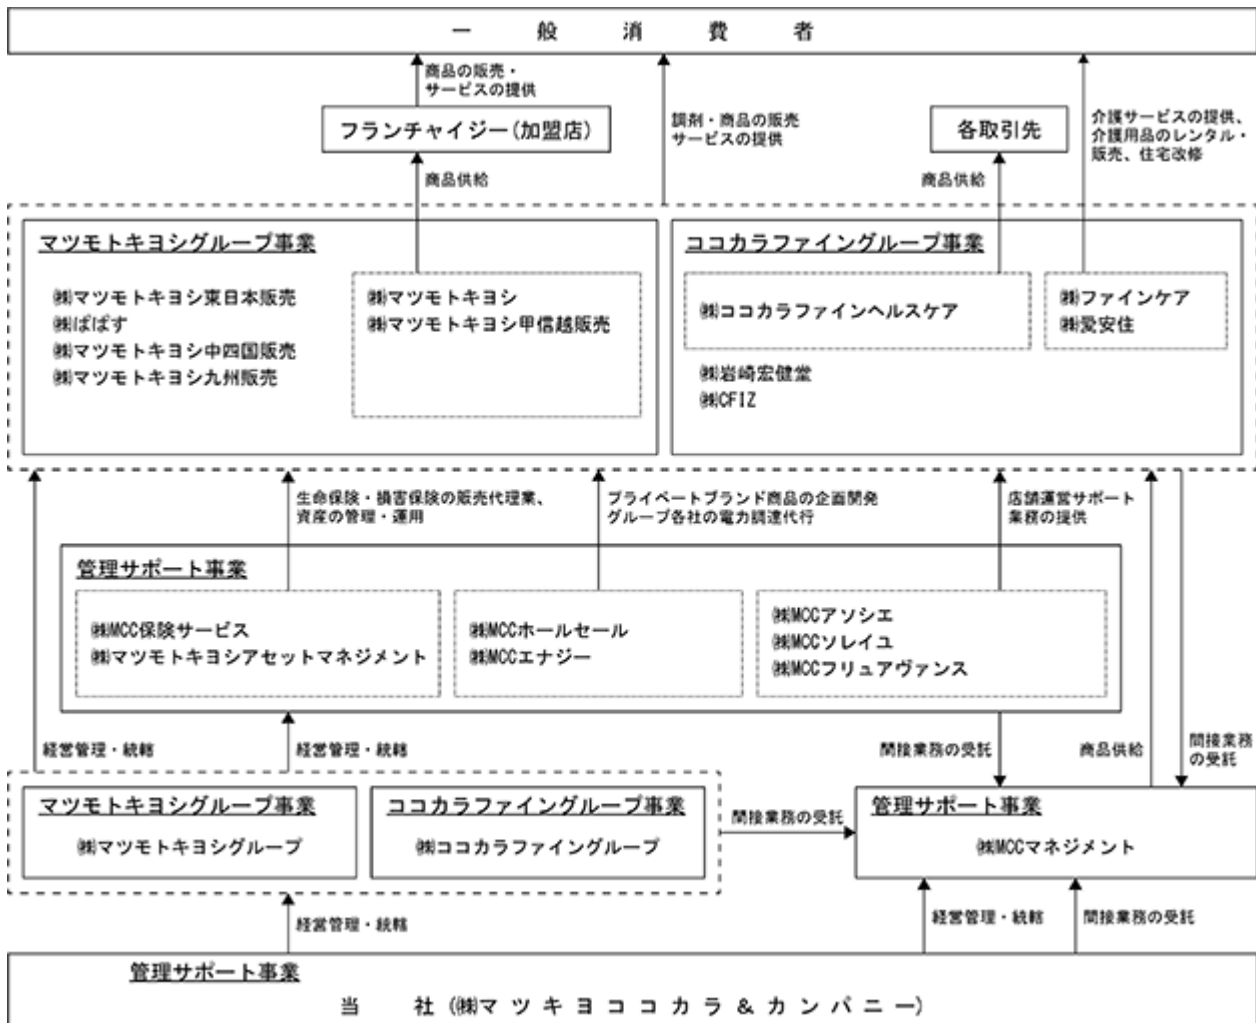 一般消費者
商品の販売・
サービスの提供
フランチャイジー(加盟店)
調剤・商品の販売
サービスの提供
各取引先
介護サービスの提供、
介護用品のレンタル・
販売、住宅改修
商品供給
商品供給
マツモトキヨシグループ事業
㈱マツモトキヨシ東日本販売
㈱ぱぱす
㈱マツモトキヨシ中四国販売
㈱マツモトキヨシ九州販売
㈱マツモトキヨシ
㈱マツモトキヨシ甲信越販売
ココカラファイングループ事業
㈱ココカラファインヘルスケア
㈱岩崎宏健堂
㈱CFIZ
㈱ファインケア
㈱愛安住
生命保険・損害保険の販売代理業、
資産の管理・運用
プライベートブランド商品の企画開発
グループ各社の電力調達代行
店舗運営サポート
業務の提供
管理サポート事業
㈱MCC保険サービス
㈱マツモトキヨシアセットマネジメント
㈱MCCホールセール
㈱MCCエナジー
㈱MCCアソシエ
㈱MCCソレイユ
㈱MCCフリュアヴァンス
経営管理・統轄
経営管理・統轄
間接業務の受託
商品供給
間接業務
の受託
マツモトキヨシグループ事業
㈱マツモトキヨシグループ
ココカラファイングループ事業
㈱ココカラファイングループ
間接業務の受託
管理サポート事業
㈱MCCマネジメント
経営管理・統轄
経営管理・統轄
間接業務の受託
管理サポート事業
当社(㈱マツキヨココカラ&カンパニー)